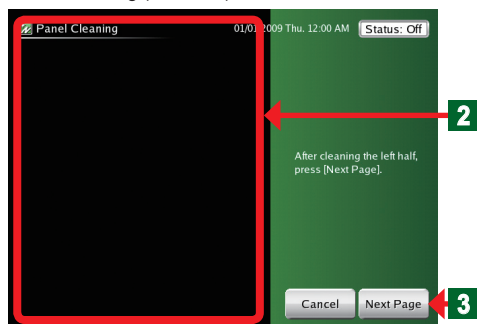 Panel Cleaning 01/01/2009 Thu. 12:00 AM Status: Off
2
After cleaning the left half,
press [Next Page].
Cancel Next Page 3